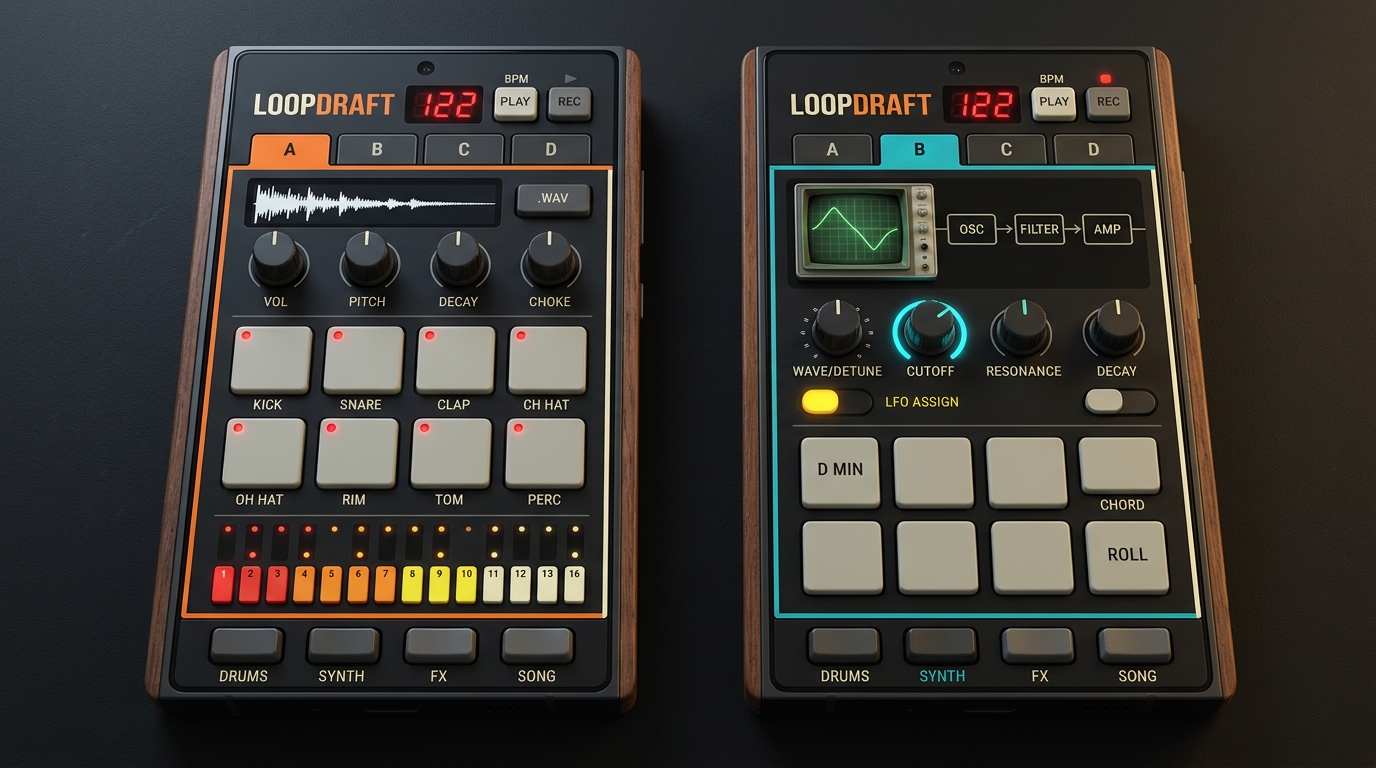 BPM
LOOPDRAFT 122 PLAY REC
A B C D
.WAV
VOL PITCH DECAY CHOKE
KICK SNARE CLAP CH HAT
OH HAT RIM TOM PERC
1 2 3 4 5 6 7 8 9 10 11 12 13 16
DRUMS SYNTH FX SONG
BPM
LOOPDRAFT 122 PLAY REC
A B C D
OSC FILTER AMP
WAVE/DETUNE CUTOFF RESONANCE DECAY
LFO ASSIGN
D MIN
CHORD
ROLL
DRUMS SYNTH FX SONG